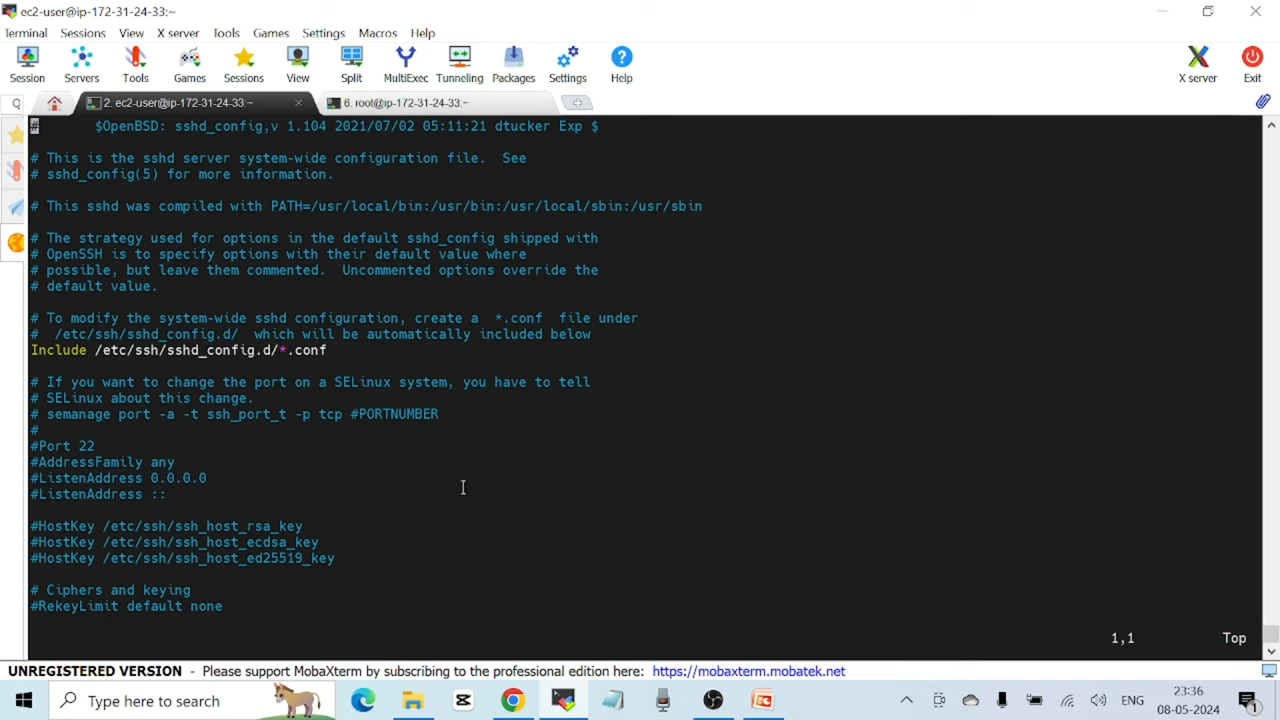 ec2-user@ip-172-31-24-33:~
Terminal Sessions View X server Tools Games Settings Macros Help
Session Servers Tools Games Sessions View Split MultiExec Tunneling Packages Settings Help X server Exit
2. ec2-user@ip-172-31-24-33:~ 6. root@ip-172-31-24-33:~
#       $OpenBSD: sshd_config,v 1.104 2021/07/02 05:11:21 dtucker Exp $
# This is the sshd server system-wide configuration file.  See
# sshd_config(5) for more information.
# This sshd was compiled with PATH=/usr/local/bin:/usr/bin:/usr/local/sbin:/usr/sbin
# The strategy used for options in the default sshd_config shipped with
# OpenSSH is to specify options with their default value where
# possible, but leave them commented.  Uncommented options override the
# default value.
# To modify the system-wide sshd configuration, create a  *.conf  file under
#  /etc/ssh/sshd_config.d/  which will be automatically included below
Include /etc/ssh/sshd_config.d/*.conf
# If you want to change the port on a SELinux system, you have to tell
# SELinux about this change.
# semanage port -a -t ssh_port_t -p tcp #PORTNUMBER
#
#Port 22
#AddressFamily any
#ListenAddress 0.0.0.0
#ListenAddress ::
#HostKey /etc/ssh/ssh_host_rsa_key
#HostKey /etc/ssh/ssh_host_ecdsa_key
#HostKey /etc/ssh/ssh_host_ed25519_key
# Ciphers and keying
#RekeyLimit default none
1,1 Top
UNREGISTERED VERSION - Please support MobaXterm by subscribing to the professional edition here: https://mobaxterm.mobatek.net
Type here to search
ENG
23:36
08-05-2024
1